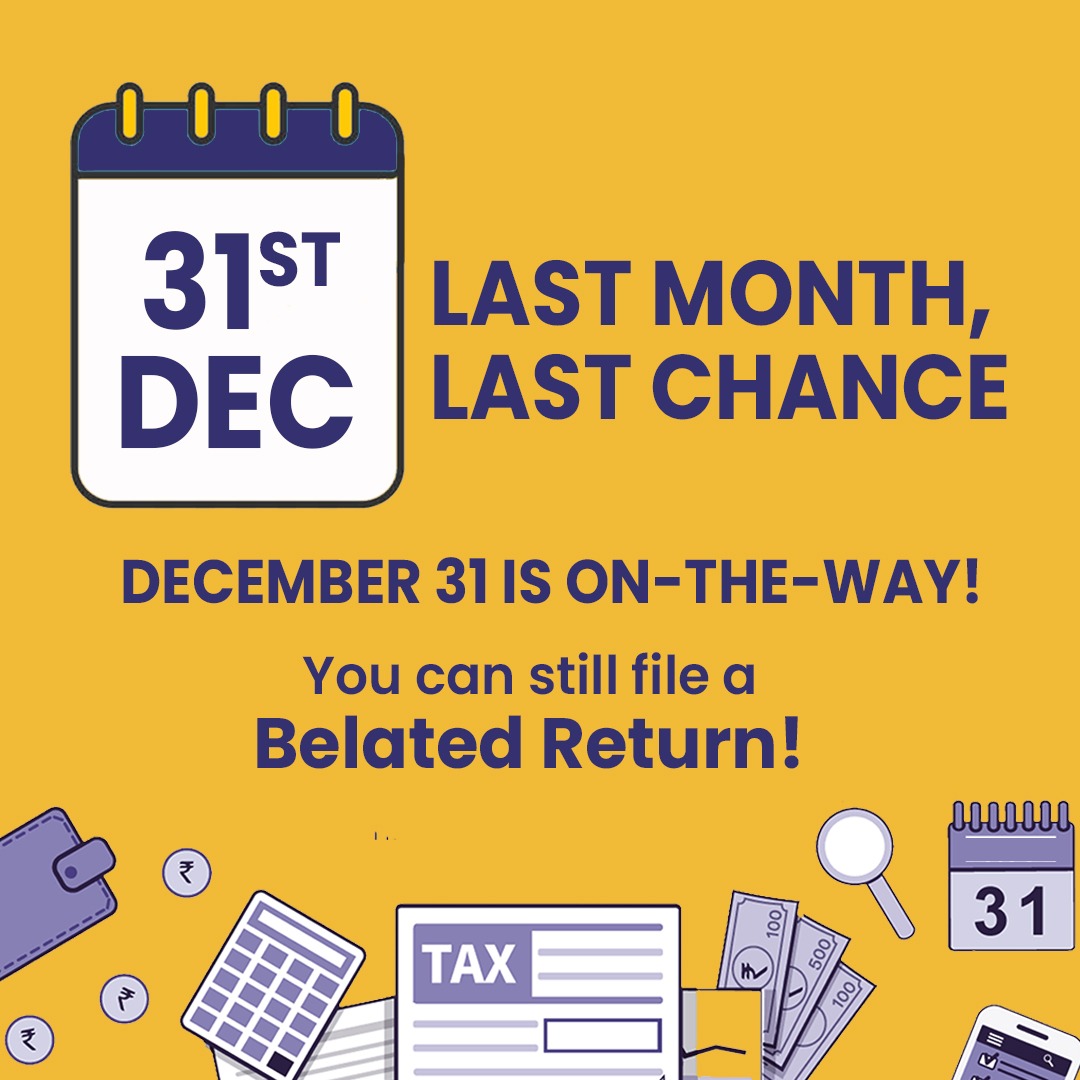 31ST
DEC
LAST MONTH,
LAST CHANCE
DECEMBER 31 IS ON-THE-WAY!
You can still file a
Belated Return!
₹
31
TAX
100
₹
500
100
₹
₹